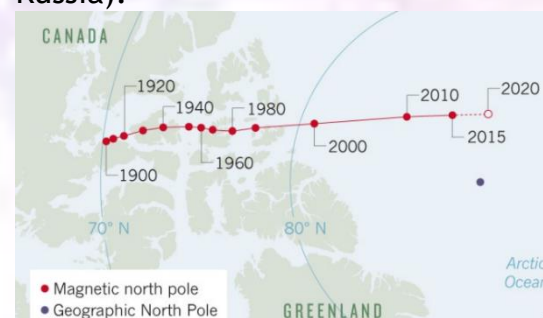 Russia).
CANADA
1920
1940
1980
2010
2020
1900
1960
2000
2015
70° N
80° N
Arctic
Ocean
• Magnetic north pole
• Geographic North Pole
GREENLAND